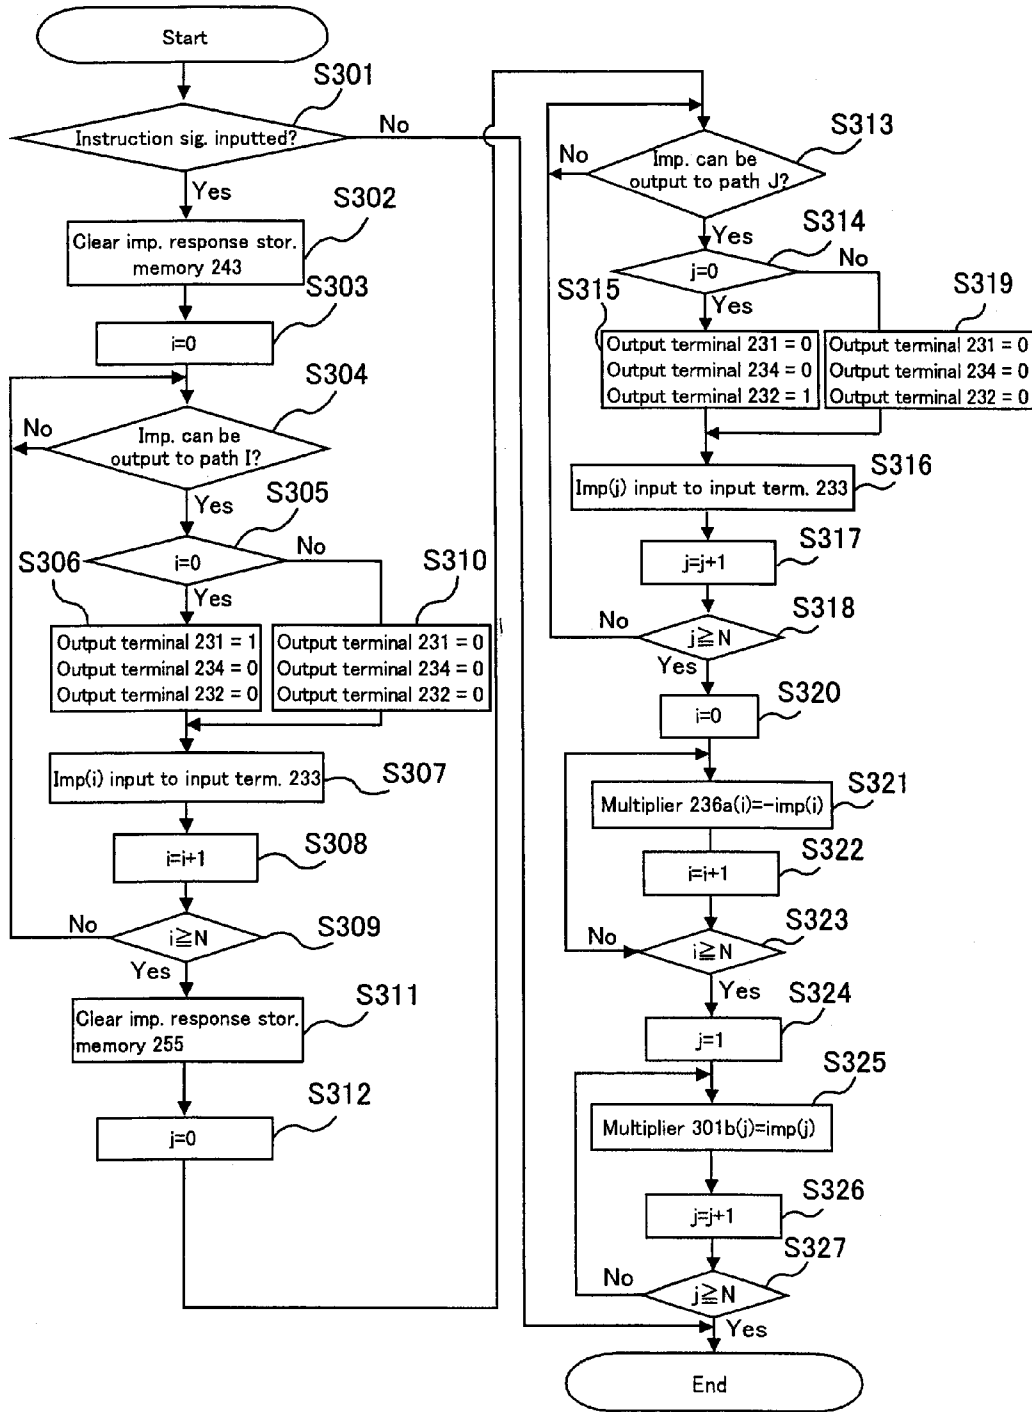 Start
S301
Instruction sig. inputted?
No
Yes
S302
Clear imp. response stor.
memory 243
S303
i=0
S304
No
Imp. can be
output to path I?
Yes
S305
i=0
No
S306
Yes
S310
Output terminal 231 = 1
Output terminal 234 = 0
Output terminal 232 = 0
Output terminal 231 = 0
Output terminal 234 = 0
Output terminal 232 = 0
S307
Imp(i) input to input term. 233
S308
i=i+1
S309
No
i≧N
Yes
S311
Clear imp. response stor.
memory 255
S312
j=0
S313
No
Imp. can be
output to path J?
Yes
S314
j=0
No
S315
Yes
S319
Output terminal 231 = 0
Output terminal 234 = 0
Output terminal 232 = 1
Output terminal 231 = 0
Output terminal 234 = 0
Output terminal 232 = 0
S316
Imp(j) input to input term. 233
S317
j=j+1
S318
No
j≧N
Yes
S320
i=0
S321
Multiplier 236a(i)=-imp(i)
S322
i=i+1
S323
No
i≧N
Yes
S324
j=1
S325
Multiplier 301b(j)=imp(j)
S326
j=j+1
S327
No
j≧N
Yes
End